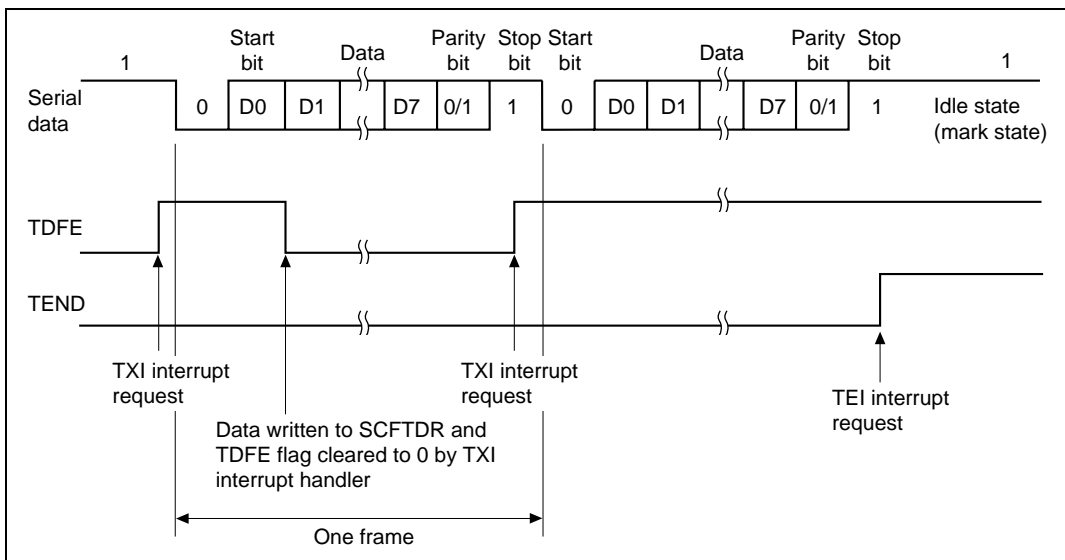 Start bit
Data
Parity bit
Stop bit
Start bit
Data
Parity bit
Stop bit
1
1
Serial data
0
D0
D1
D7
0/1
1
0
D0
D1
D7
0/1
1
Idle state
(mark state)
TDFE
TEND
TXI interrupt
request
TXI interrupt
request
TEI interrupt
request
Data written to SCFTDR and
TDFE flag cleared to 0 by TXI
interrupt handler
One frame